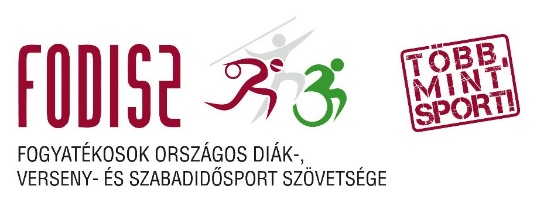 FODISZ
TÖBB,
MINT
SPORT!
FOGYATÉKOSOK ORSZÁGOS DIÁK-,
VERSENY- ÉS SZABADIDŐSPORT SZÖVETSÉGE